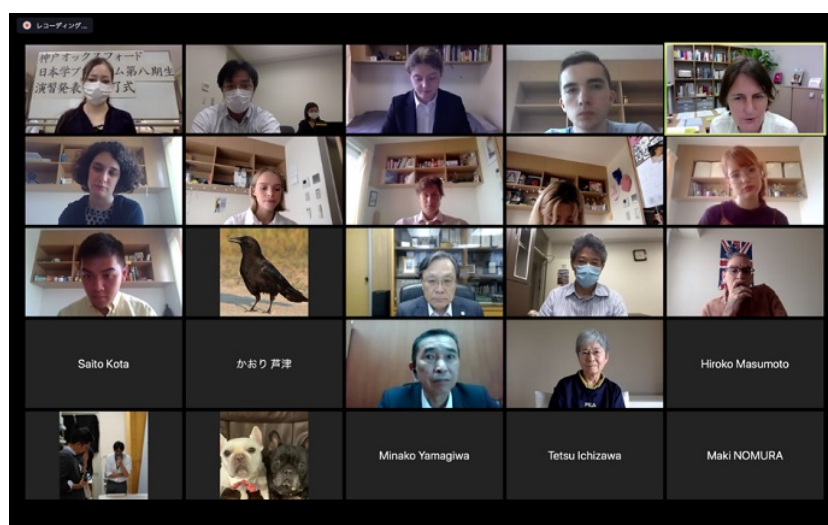 レコーディング...
神戸オックスフォード
日本学プログラム第八期生
演習発表
了式
Saito Kota
かおり 芦津
Hiroko Masumoto
FILA
Minako Yamagiwa
Tetsu Ichizawa
Maki NOMURA